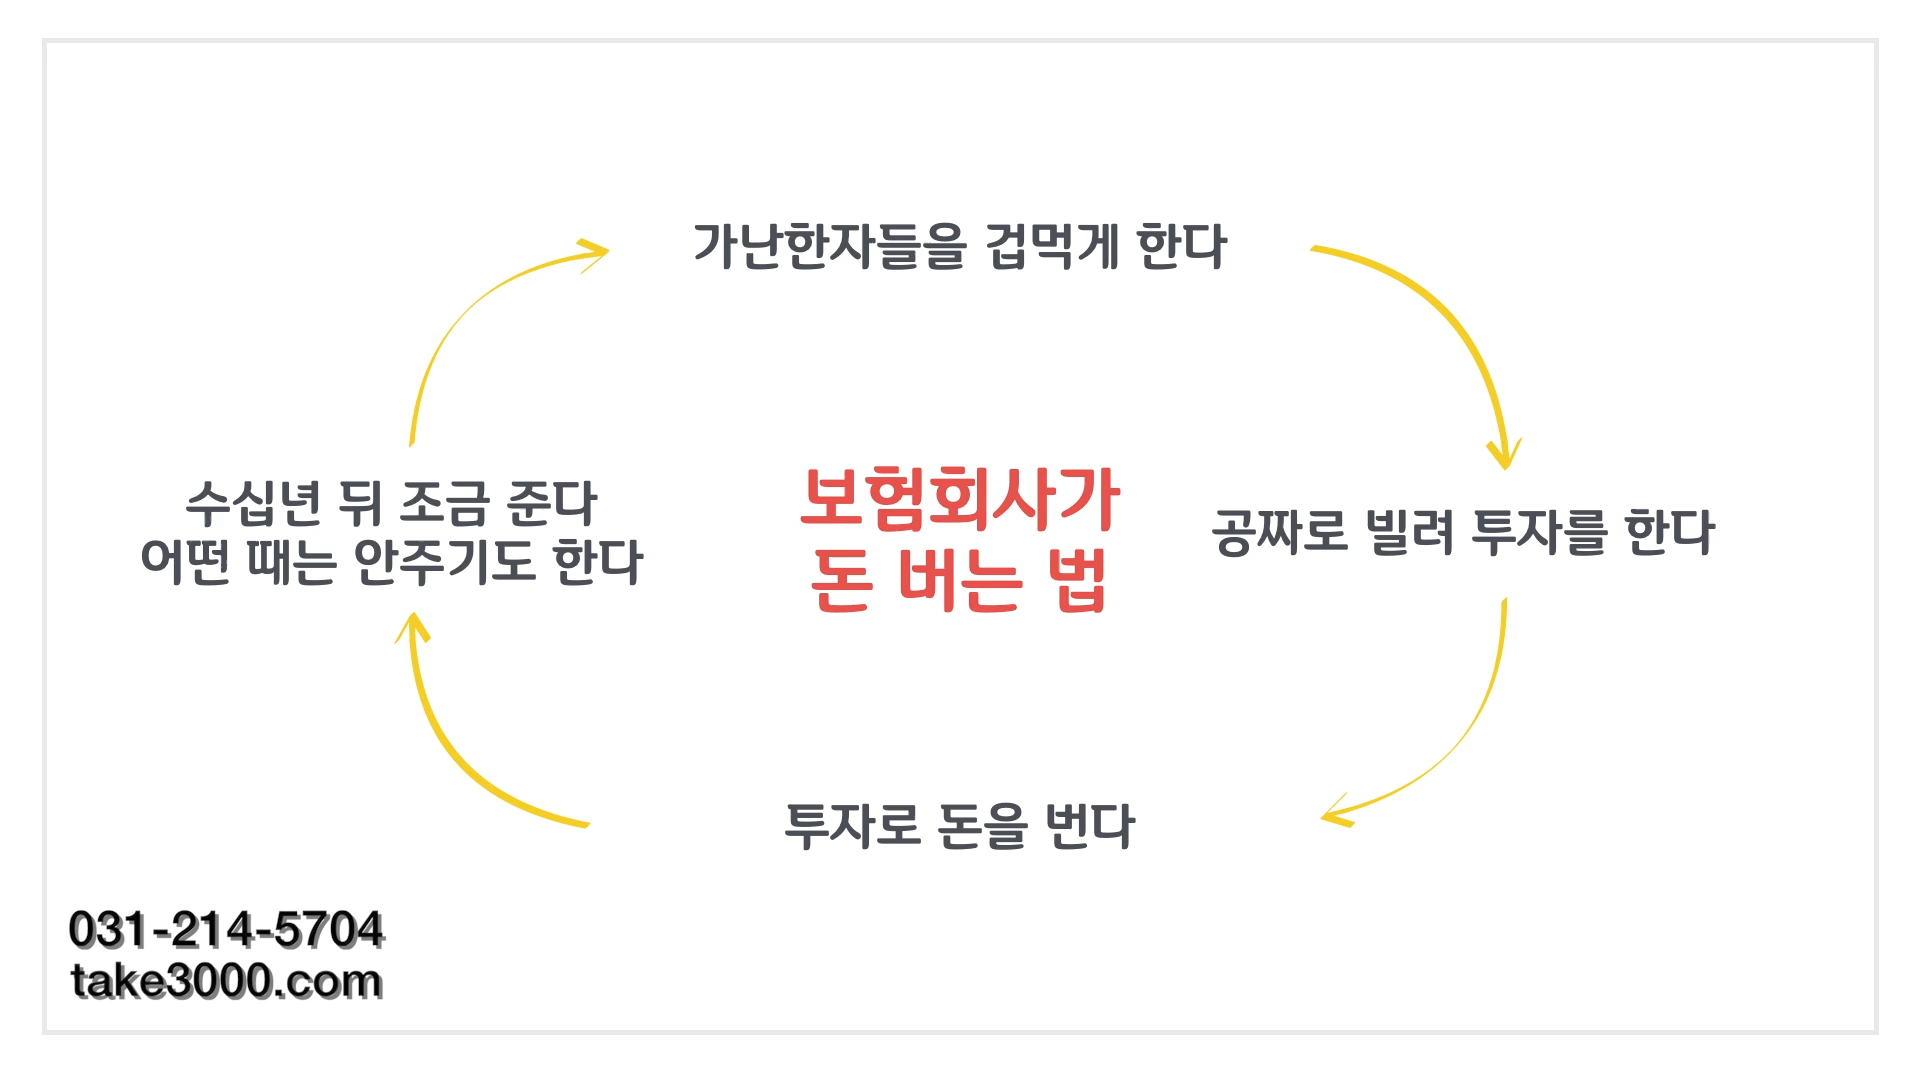 가난한자들을 겁먹게 한다
수십년 뒤 조금 준다
어떤 때는 안주기도 한다
보험회사가
돈 버는 법
공짜로 빌려 투자를 한다
투자로 돈을 번다
031-214-5704
take3000.com